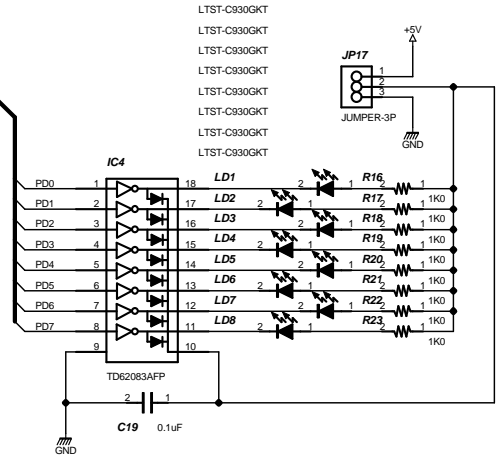 LTST-C930GKT
LTST-C930GKT
LTST-C930GKT
LTST-C930GKT
LTST-C930GKT
LTST-C930GKT
LTST-C930GKT
LTST-C930GKT
+5V
JP17
1
2
3
JUMPER-3P
GND
IC4
PD0 1 18 LD1 2 1 R16 2 1 1K0
PD1 2 17 LD2 2 1 R17 2 1 1K0
PD2 3 16 LD3 2 1 R18 2 1 1K0
PD3 4 15 LD4 2 1 R19 2 1 1K0
PD4 5 14 LD5 2 1 R20 2 1 1K0
PD5 6 13 LD6 2 1 R21 2 1 1K0
PD6 7 12 LD7 2 1 R22 2 1 1K0
PD7 8 11 LD8 2 1 R23 2 1 1K0
9 10
TD62083AFP
2 1
C19 0.1uF
GND